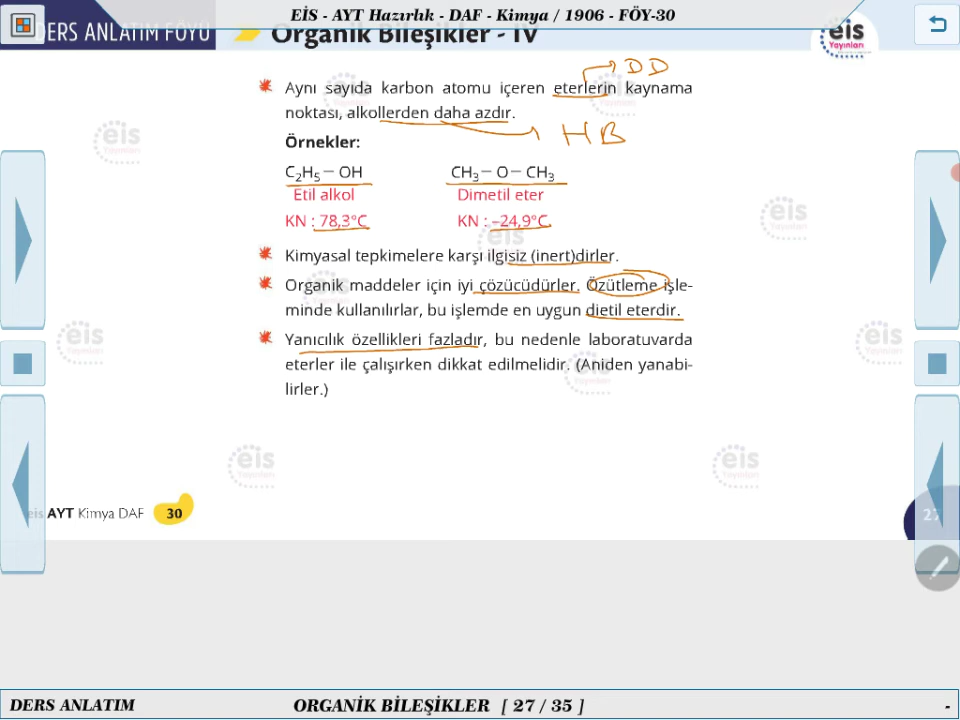 EİS - AYT Hazırlık - DAF - Kimya / 1906 - FÖY-30
DERS ANLATIM FÖYÜ
Organik Bileşikler - IV
eis
Yayınları
DD
Aynı sayıda karbon atomu içeren eterlerin kaynama
noktası, alkollerden daha azdır.
HB
Örnekler:
C₂H₅ — OH CH₃ — O — CH₃
Etil alkol Dimetil eter
KN : 78,3°C KN : –24,9°C
Kimyasal tepkimelere karşı ilgisiz (inert)dirler.
Organik maddeler için iyi çözücüdürler. Özütleme işle-
minde kullanılırlar, bu işlemde en uygun dietil eterdir.
Yanıcılık özellikleri fazladır, bu nedenle laboratuvarda
eterler ile çalışırken dikkat edilmelidir. (Aniden yanabi-
lirler.)
eis AYT Kimya DAF 30
27
DERS ANLATIM ORGANİK BİLEŞİKLER [ 27 / 35 ] -